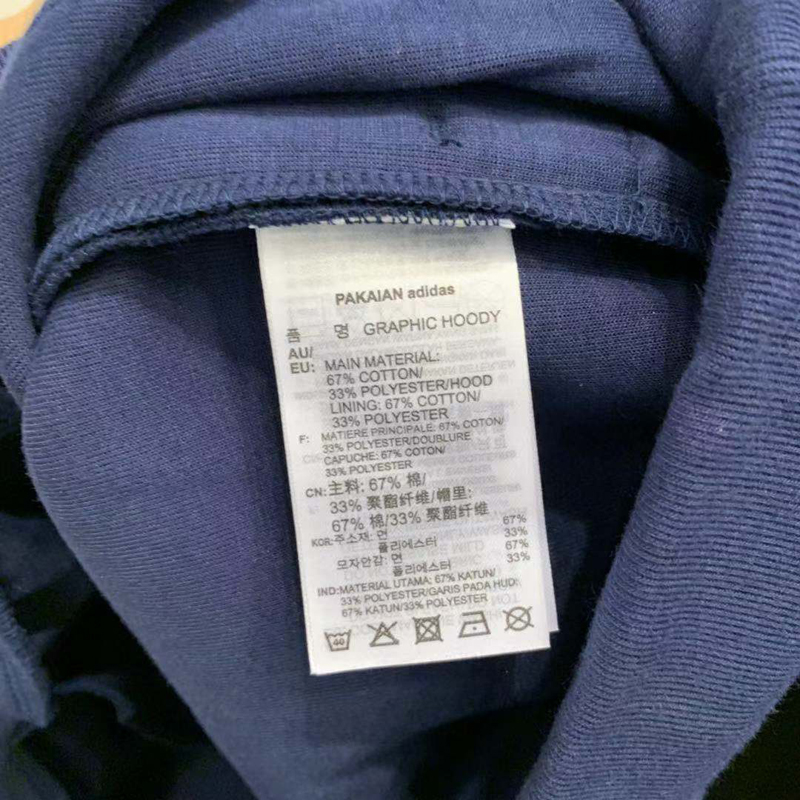 PAKAIAN adidas
품 명 GRAPHIC HOODY
AU/
EU: MAIN MATERIAL:
67% COTTON/
33% POLYESTER/HOOD
LINING: 67% COTTON/
33% POLYESTER
F: MATIERE PRINCIPALE: 67% COTON/
33% POLYESTER/DOUBLURE
CAPUCHE: 67% COTON/
33% POLYESTER
CN: 主料: 67% 棉/
33% 聚酯纤维/帽里:
67% 棉/33% 聚酯纤维
KOR: 주소재: 면 67%
폴리에스터 33%
모자안감: 면 67%
폴리에스터 33%
IND: MATERIAL UTAMA: 67% KATUN/
33% POLYESTER/GARIS PADA HUDI:
67% KATUN/33% POLYESTER
40